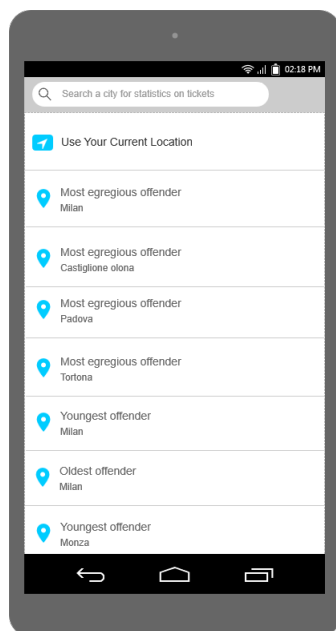 02:18 PM
Search a city for statistics on tickets
Use Your Current Location
Most egregious offender
Milan
Most egregious offender
Castiglione olona
Most egregious offender
Padova
Most egregious offender
Tortona
Youngest offender
Milan
Oldest offender
Milan
Youngest offender
Monza